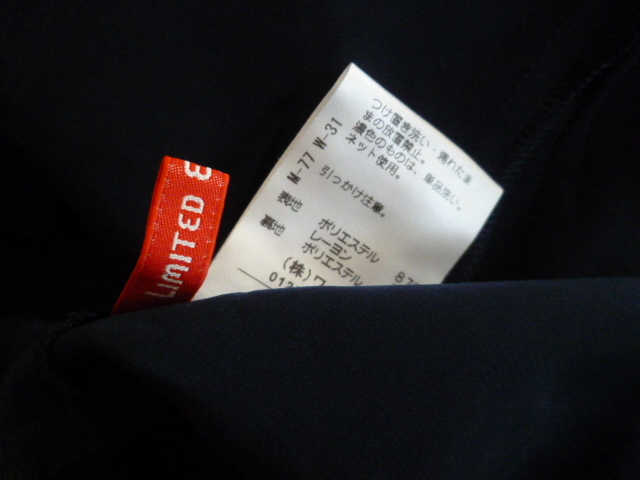 LIMITED
つけ置き洗い・濡れたま
まの放置禁止。
濃色のものは、単品洗い。
ネット使用。
M-77 W-31
引っかけ注意。
表地 ポリエステル
レーヨン
裏地 ポリエステル
(株)ワ